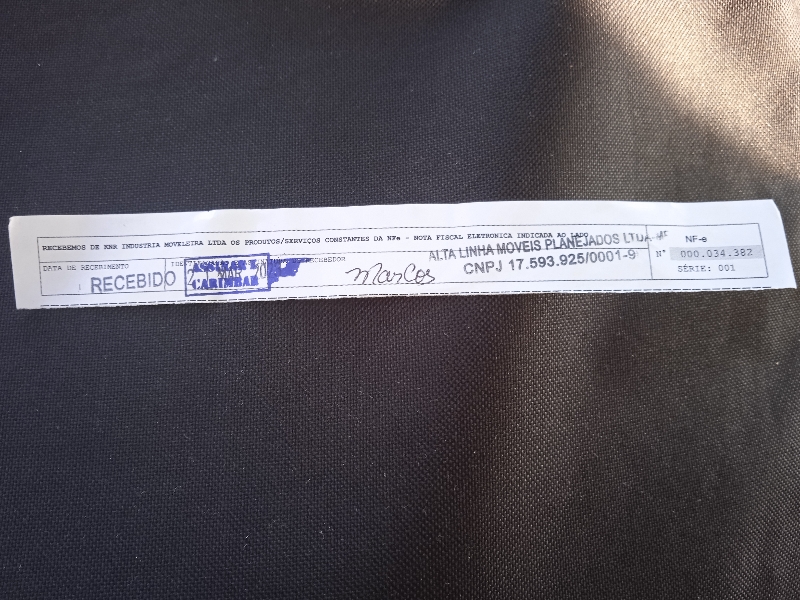 RECEBEMOS DE KNR INDUSTRIA MOVELEIRA LTDA OS PRODUTOS/SERVIÇOS CONSTANTES DA NFe - NOTA FISCAL ELETRONICA INDICADA AO LADO
NF-e
Nº 000.034.382
SÉRIE: 001
DATA DE RECEBIMENTO
RECEBEDOR
RECEBIDO
ASSINAR E
CARIMBAR
Marcos
ALTA LINHA MOVEIS PLANEJADOS LTDA
CNPJ 17.593.925/0001-9